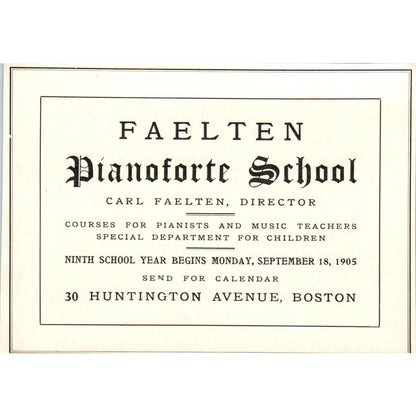 FAELTEN
Pianoforte School
CARL FAELTEN, DIRECTOR
COURSES FOR PIANISTS AND MUSIC TEACHERS
SPECIAL DEPARTMENT FOR CHILDREN
NINTH SCHOOL YEAR BEGINS MONDAY, SEPTEMBER 18, 1905
SEND FOR CALENDAR
30 HUNTINGTON AVENUE, BOSTON